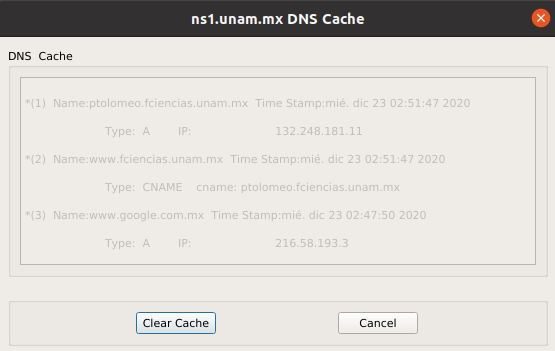 ns1.unam.mx DNS Cache
DNS Cache
*(1) Name:ptolomeo.fciencias.unam.mx Time Stamp:mié. dic 23 02:51:47 2020
Type: A IP: 132.248.181.11
*(2) Name:www.fciencias.unam.mx Time Stamp:mié. dic 23 02:51:47 2020
Type: CNAME cname: ptolomeo.fciencias.unam.mx
*(3) Name:www.google.com.mx Time Stamp:mié. dic 23 02:47:50 2020
Type: A IP: 216.58.193.3
Clear Cache Cancel